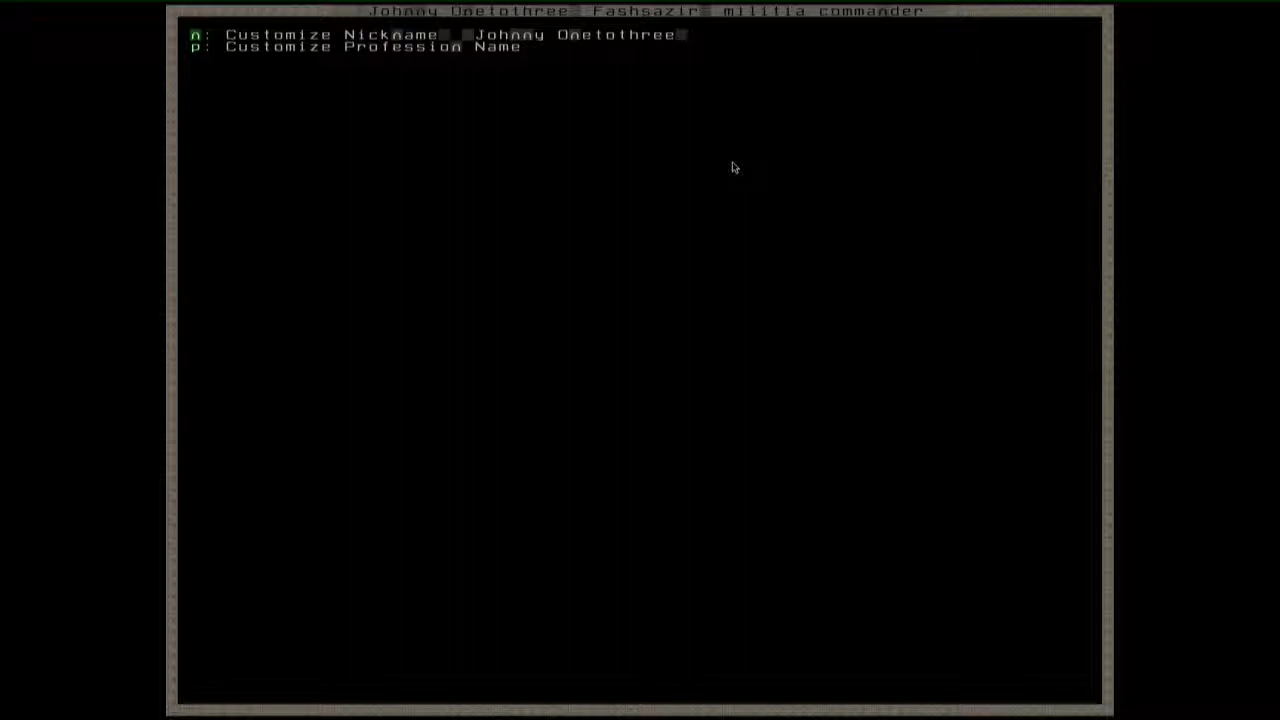 Johnny Onetothree Fashsazir, militia commander
n: Customize Nickname, "Johnny Onetothree"
p: Customize Profession Name